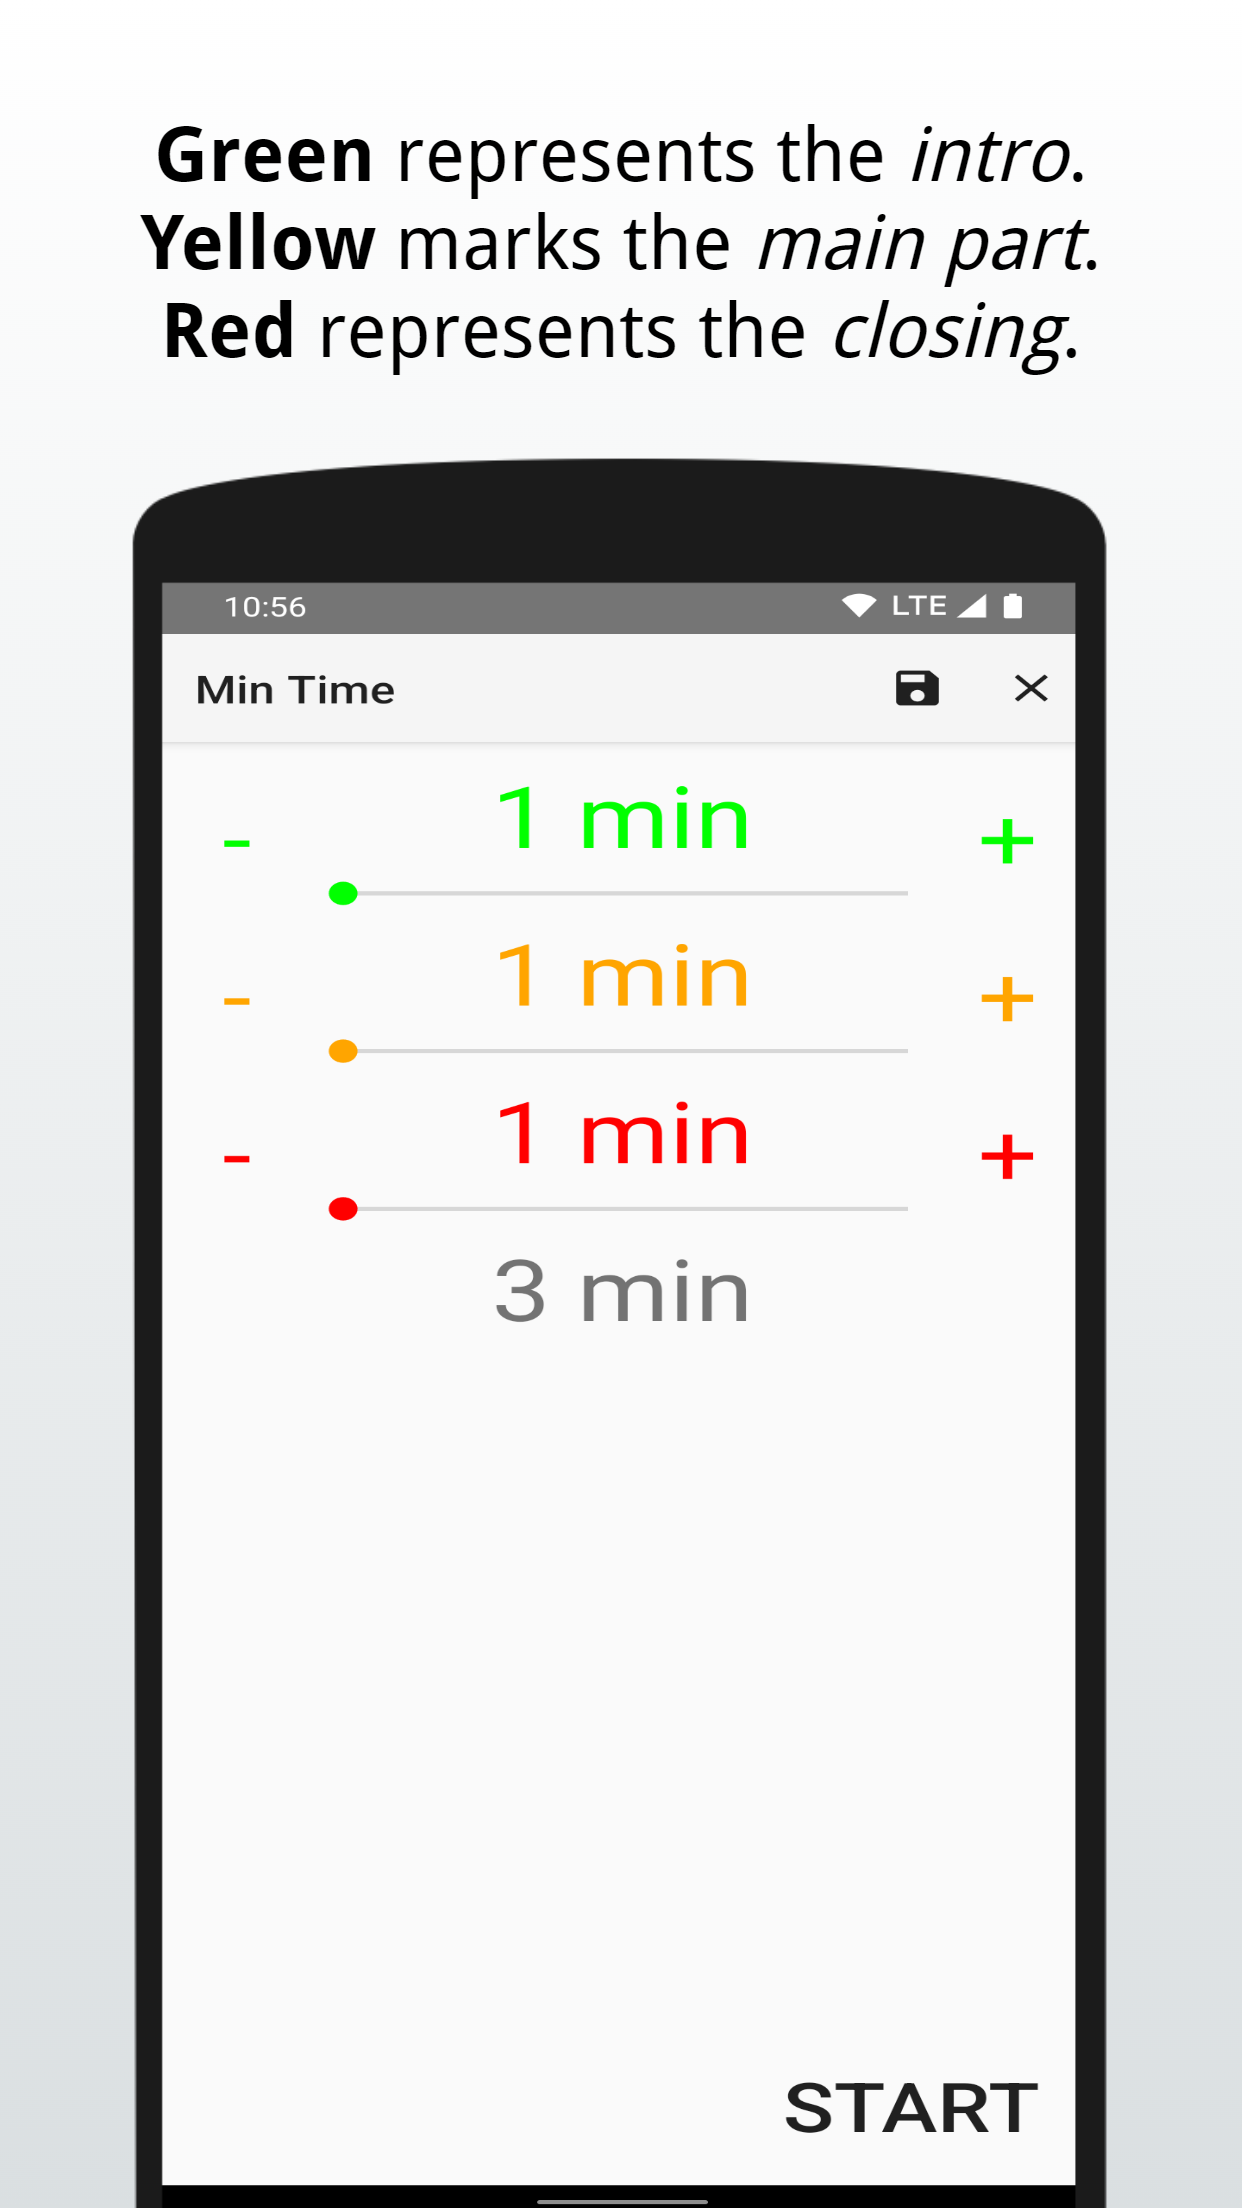 Green represents the intro.
Yellow marks the main part.
Red represents the closing.
10:56 LTE
Min Time
1 min
- +
1 min
- +
1 min
- +
3 min
START